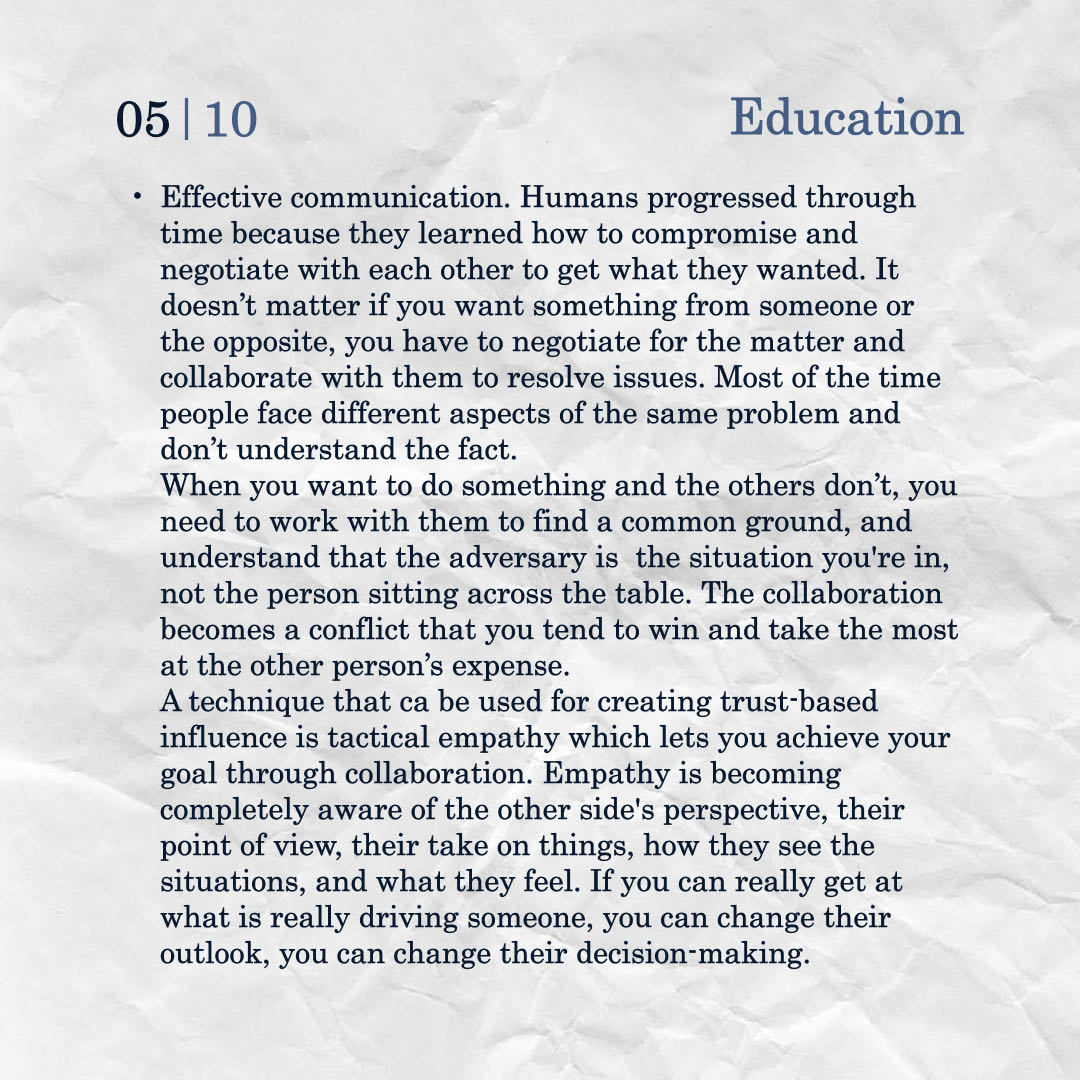 05 | 10
Education
• Effective communication. Humans progressed through
time because they learned how to compromise and
negotiate with each other to get what they wanted. It
doesn’t matter if you want something from someone or
the opposite, you have to negotiate for the matter and
collaborate with them to resolve issues. Most of the time
people face different aspects of the same problem and
don’t understand the fact.
When you want to do something and the others don’t, you
need to work with them to find a common ground, and
understand that the adversary is  the situation you're in,
not the person sitting across the table. The collaboration
becomes a conflict that you tend to win and take the most
at the other person’s expense.
A technique that ca be used for creating trust-based
influence is tactical empathy which lets you achieve your
goal through collaboration. Empathy is becoming
completely aware of the other side's perspective, their
point of view, their take on things, how they see the
situations, and what they feel. If you can really get at
what is really driving someone, you can change their
outlook, you can change their decision-making.